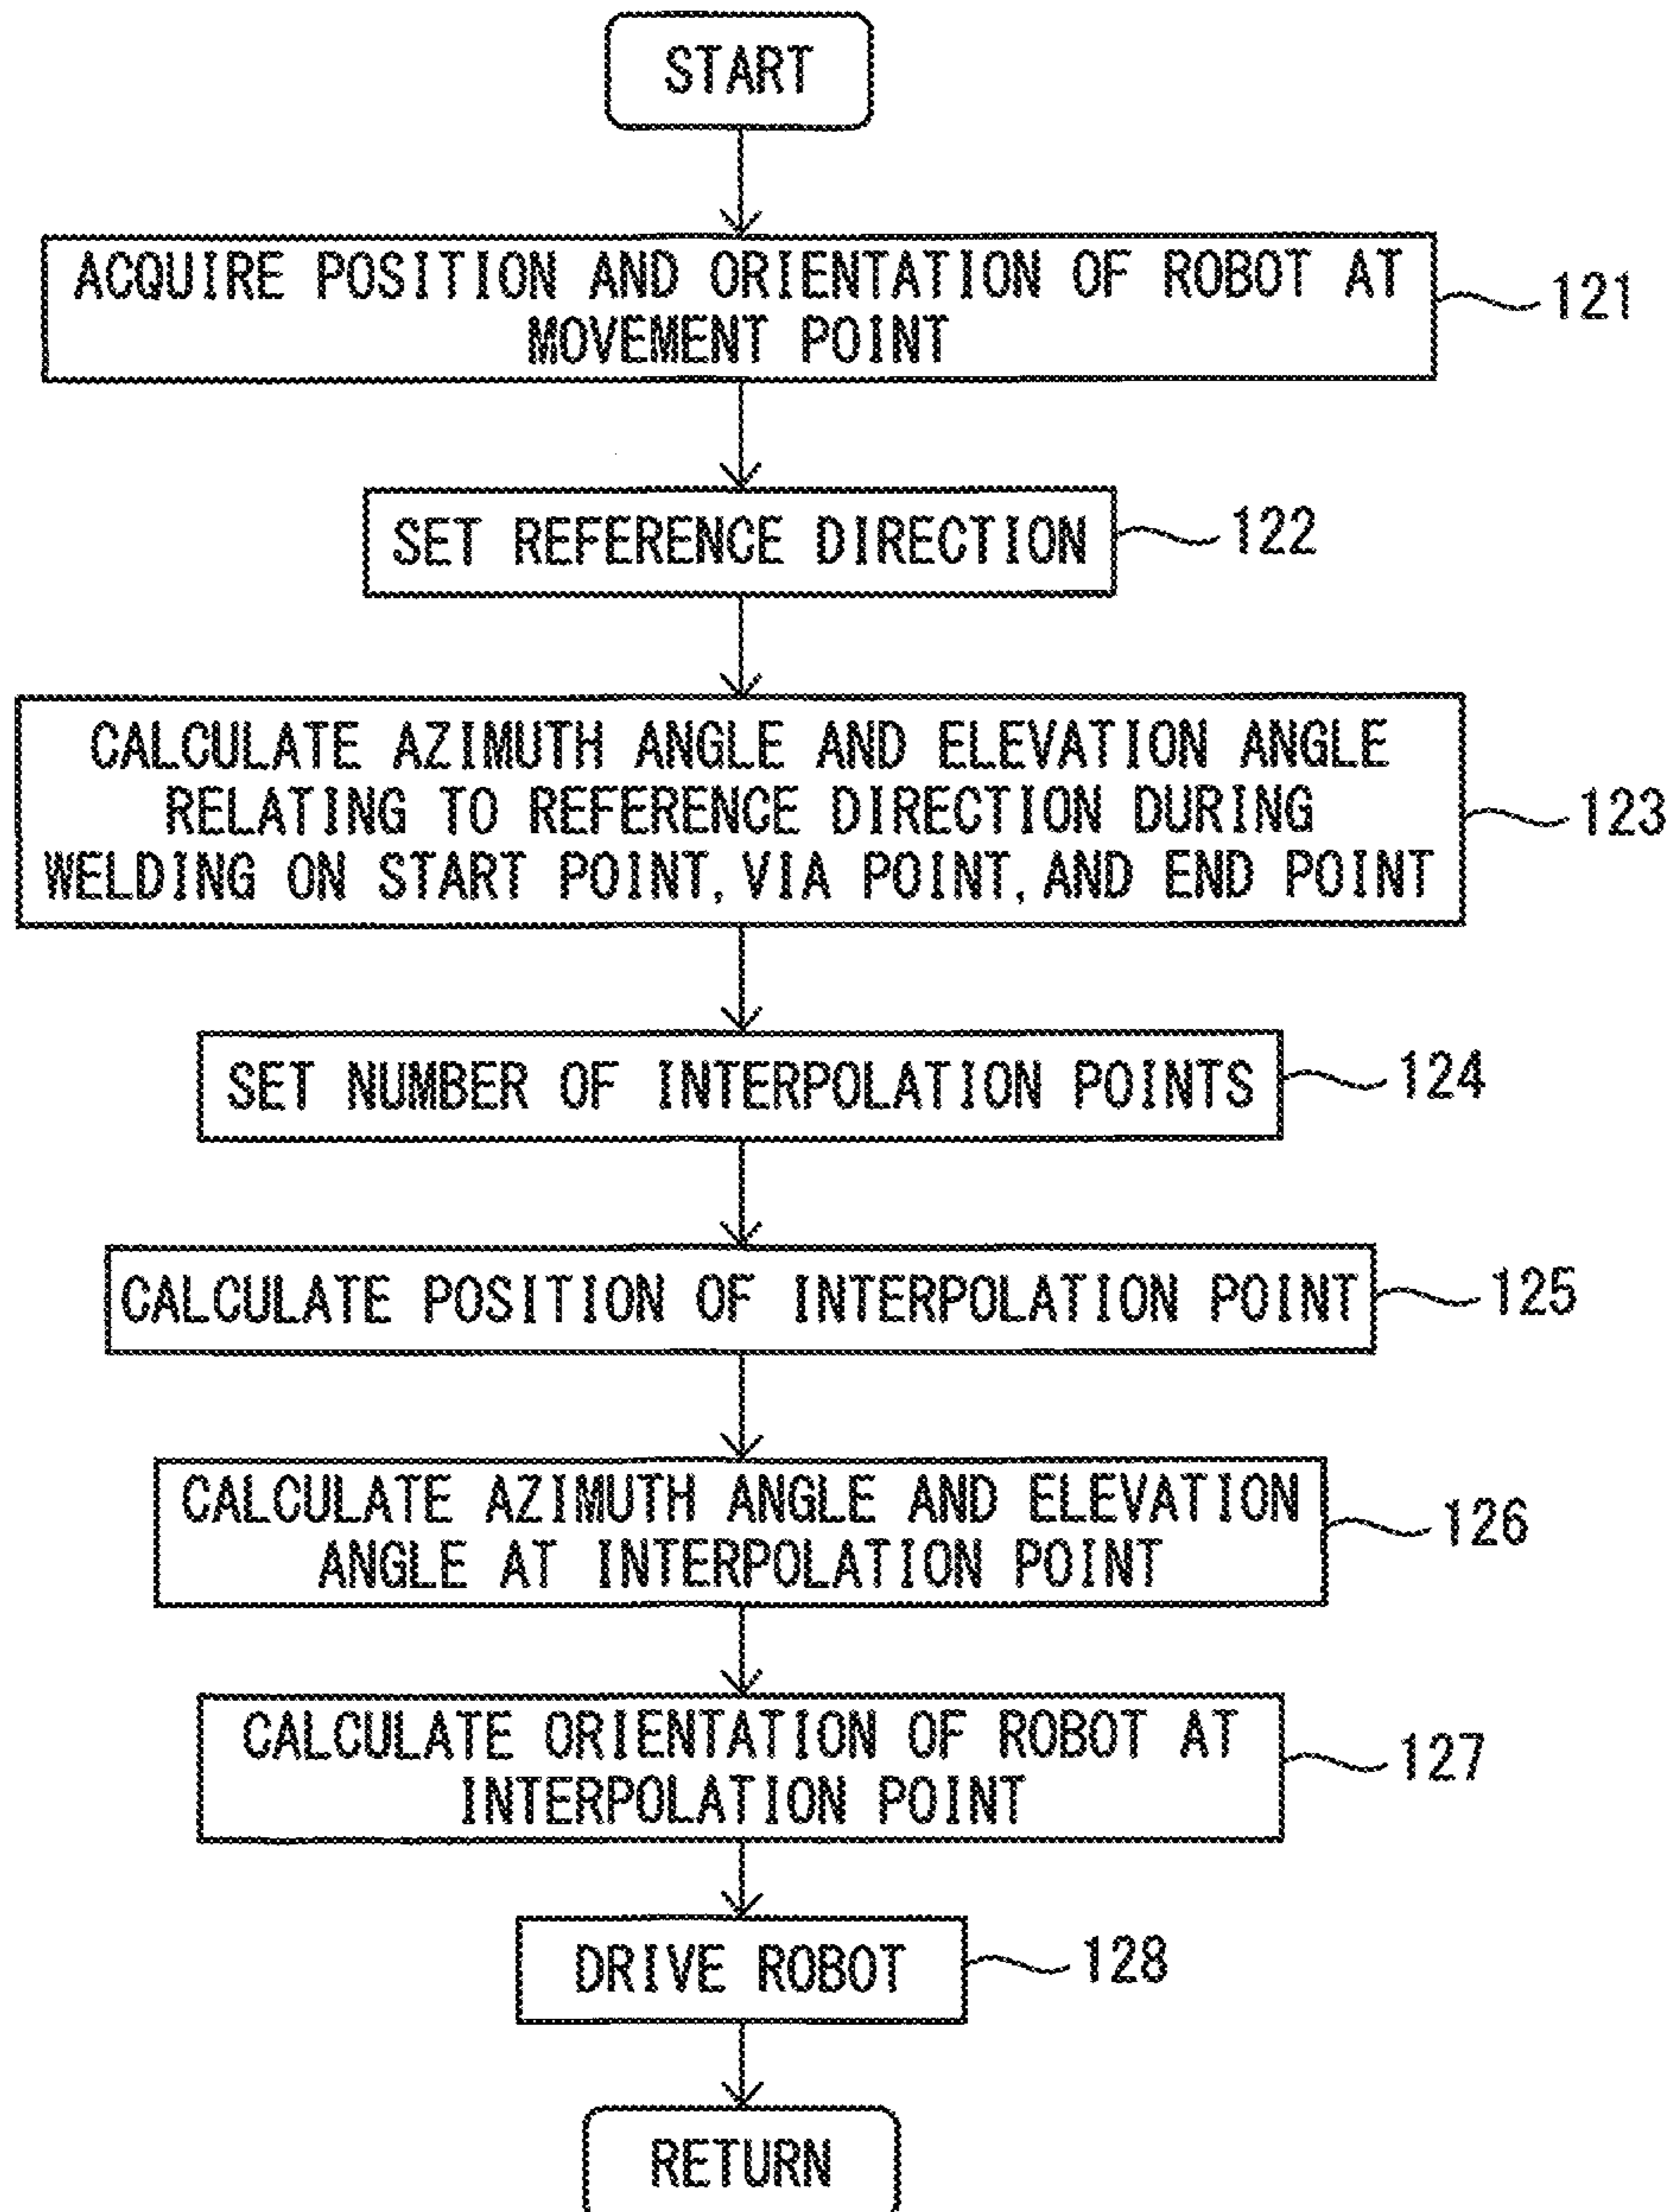 START
ACQUIRE POSITION AND ORIENTATION OF ROBOT AT
MOVEMENT POINT
121
SET REFERENCE DIRECTION
122
CALCULATE AZIMUTH ANGLE AND ELEVATION ANGLE
RELATING TO REFERENCE DIRECTION DURING
WELDING ON START POINT, VIA POINT, AND END POINT
123
SET NUMBER OF INTERPOLATION POINTS
124
CALCULATE POSITION OF INTERPOLATION POINT
125
CALCULATE AZIMUTH ANGLE AND ELEVATION
ANGLE AT INTERPOLATION POINT
126
CALCULATE ORIENTATION OF ROBOT AT
INTERPOLATION POINT
127
DRIVE ROBOT
128
RETURN